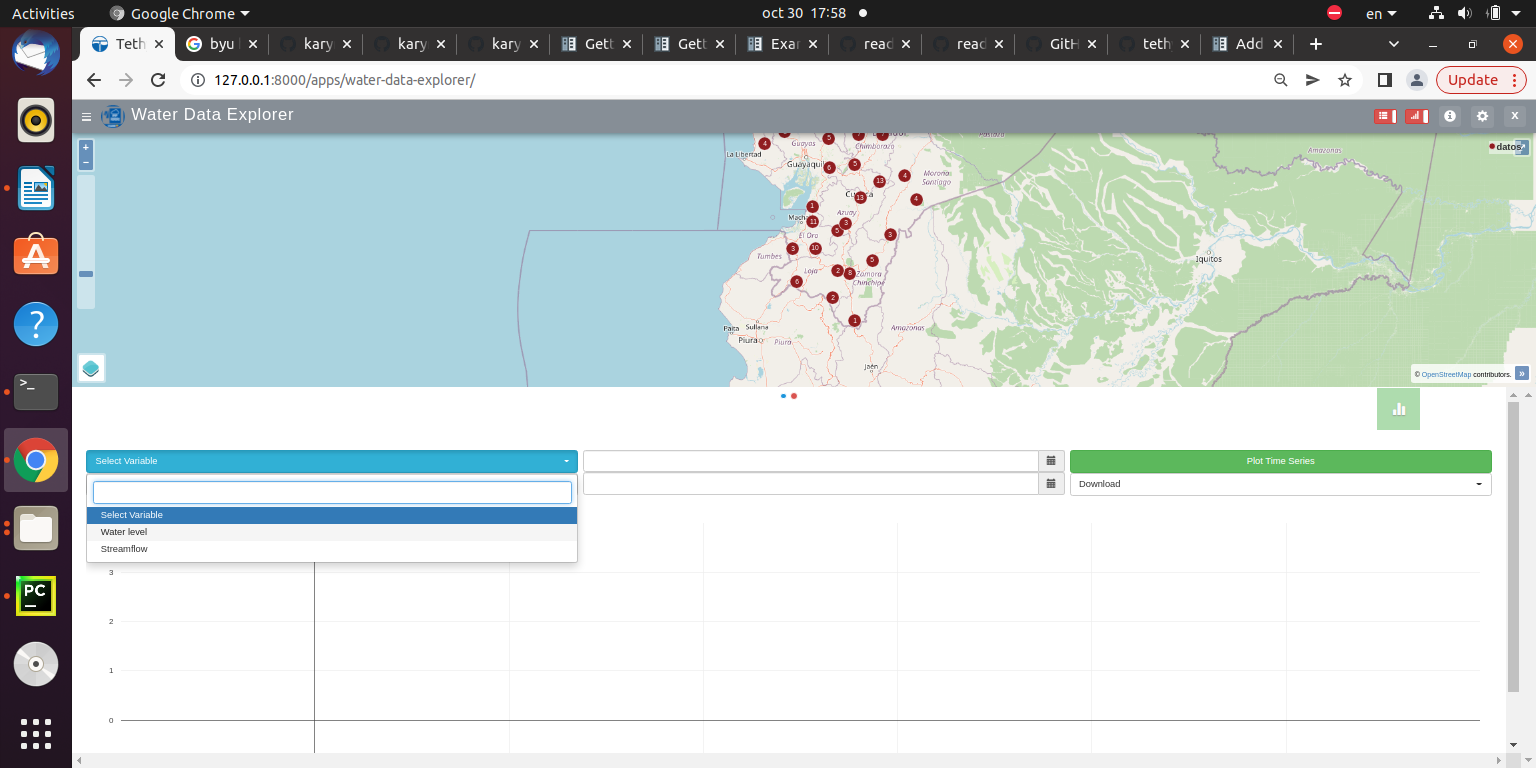 Activities
Google Chrome
oct 30 17:58
en
Teth
byu
kary
kary
kary
Gett
Gett
Exa
read
read
GitH
teth
Add
127.0.0.1:8000/apps/water-data-explorer/
Update
Water Data Explorer
X
+
−
datos
Pastaza
Amazonas
Guayas
Chimborazo
La Libertad
Guayaquil
Morona
Santiago
Azuay
El Oro
Tumbes
Loja
Zamora
Chinchipe
Iquitos
Paita
Sullana
Piura
Piura
Amazonas
Jaén
4
5
6
5
13
4
13
4
1
11
3
5
3
3
10
5
2
8
6
2
1
© OpenStreetMap contributors.
»
Select Variable
Plot Time Series
Download
Select Variable
Water level
Streamflow
3
2
1
0
>_
?
PC